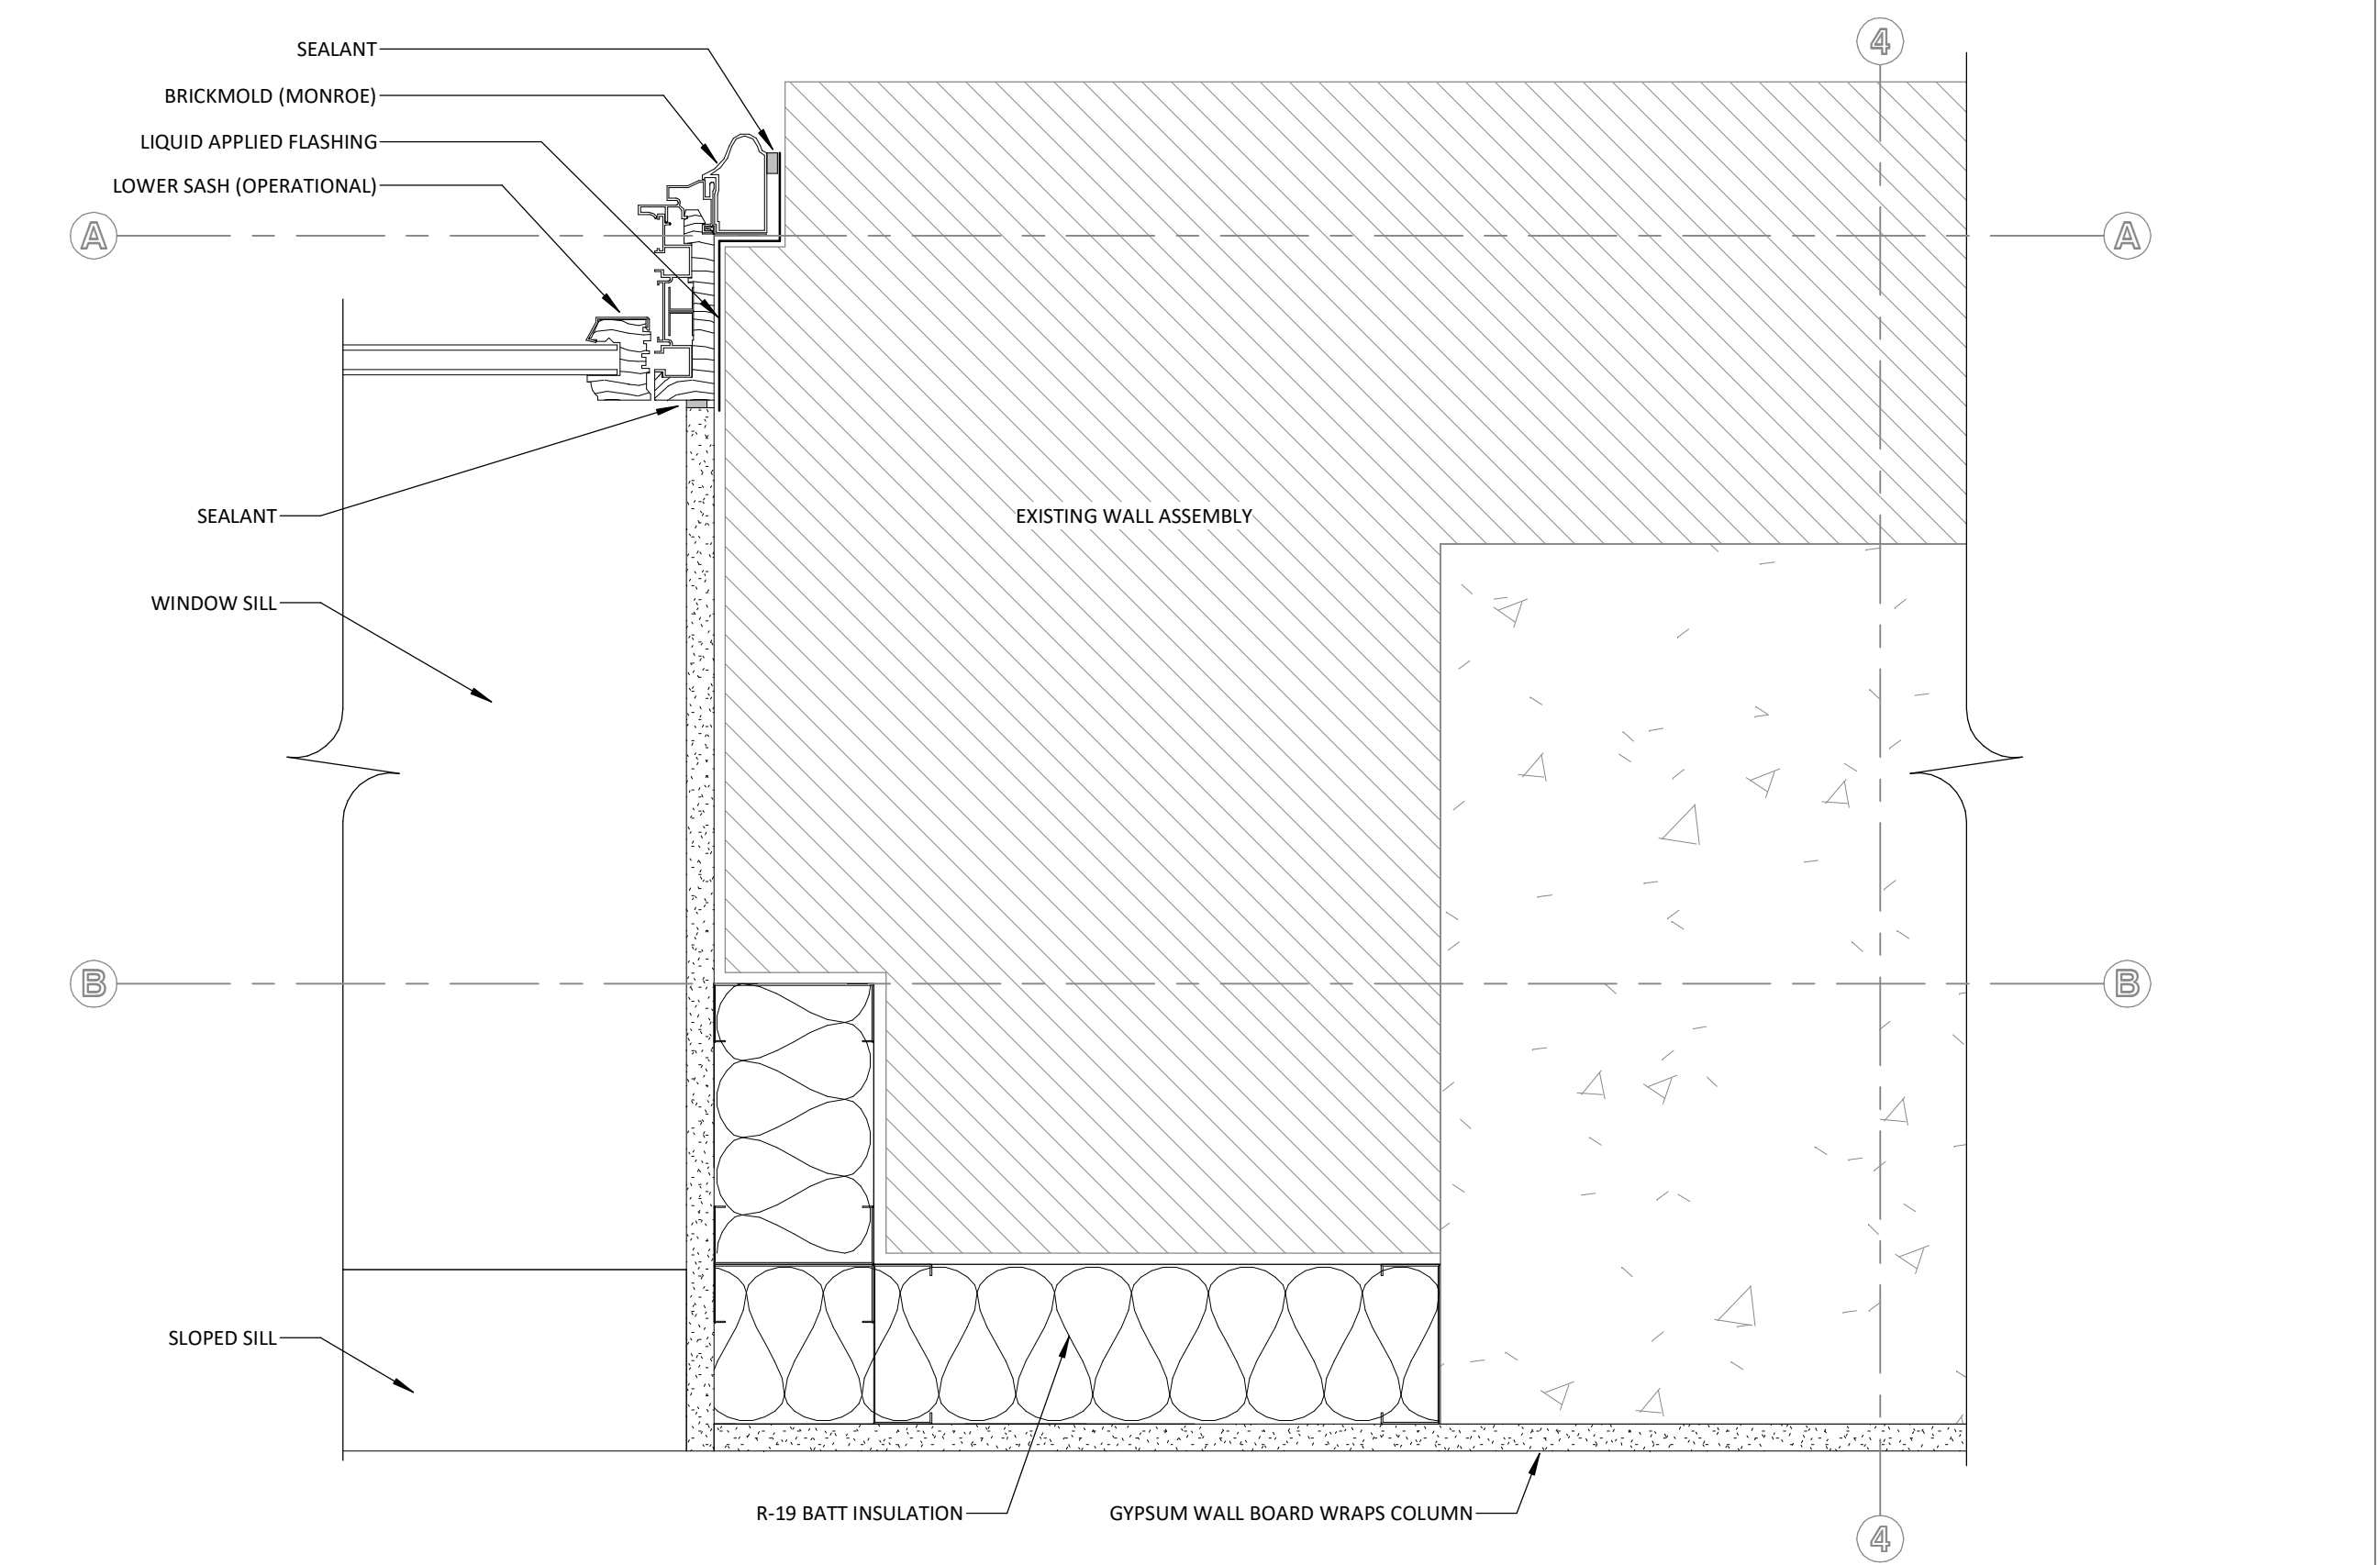 4
SEALANT
BRICKMOLD (MONROE)
LIQUID APPLIED FLASHING
LOWER SASH (OPERATIONAL)
A
A
SEALANT
EXISTING WALL ASSEMBLY
WINDOW SILL
B
B
SLOPED SILL
R-19 BATT INSULATION
GYPSUM WALL BOARD WRAPS COLUMN
4